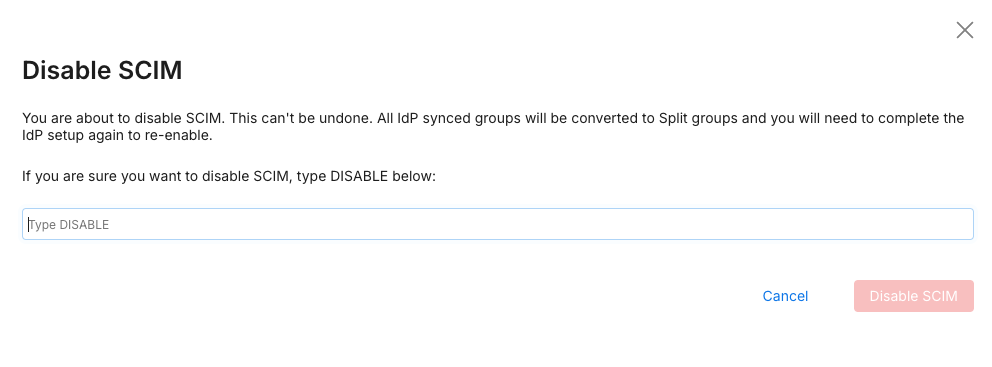 Disable SCIM
You are about to disable SCIM. This can't be undone. All IdP synced groups will be converted to Split groups and you will need to complete the
IdP setup again to re-enable.
If you are sure you want to disable SCIM, type DISABLE below:
Type DISABLE
Cancel
Disable SCIM